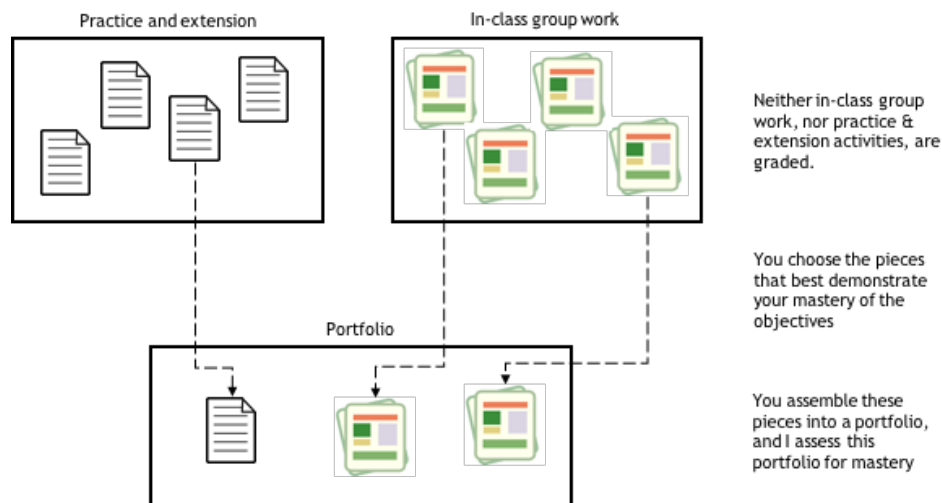 Practice and extension
In-class group work
Neither in-class group
work, nor practice &
extension activities, are
graded.
You choose the pieces
that best demonstrate
your mastery of the
objectives
Portfolio
You assemble these
pieces into a portfolio,
and I assess this
portfolio for mastery